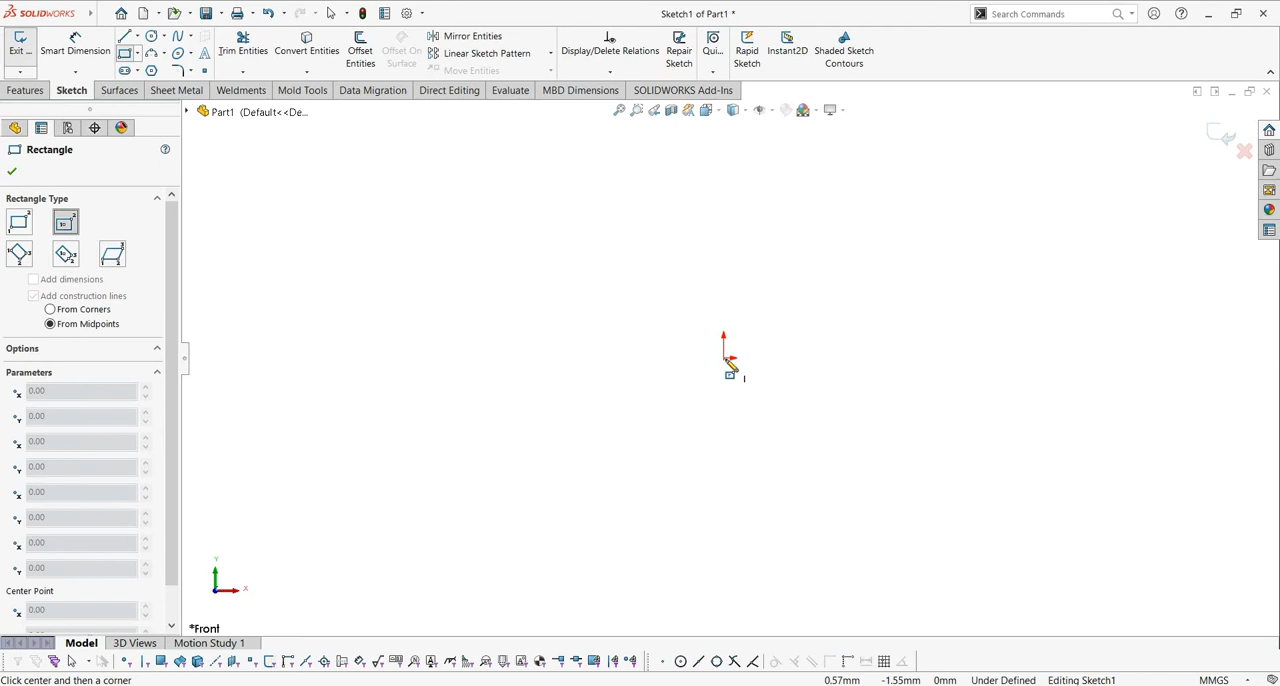 SOLIDWORKS
Sketch1 of Part1 *
Search Commands
Exit ...
Smart Dimension
Trim Entities
Convert Entities
Offset Entities
Offset On Surface
Mirror Entities
Linear Sketch Pattern
Move Entities
Display/Delete Relations
Repair Sketch
Qui...
Rapid Sketch
Instant2D
Shaded Sketch Contours
Features
Sketch
Surfaces
Sheet Metal
Weldments
Mold Tools
Data Migration
Direct Editing
Evaluate
MBD Dimensions
SOLIDWORKS Add-Ins
Part1 (Default<<De...
Rectangle
Rectangle Type
Add dimensions
Add construction lines
From Corners
From Midpoints
Options
Parameters
0.00
0.00
0.00
0.00
0.00
0.00
0.00
0.00
Center Point
0.00
Y
X
*Front
Model
3D Views
Motion Study 1
Click center and then a corner
0.57mm
-1.55mm
0mm
Under Defined
Editing Sketch1
MMGS